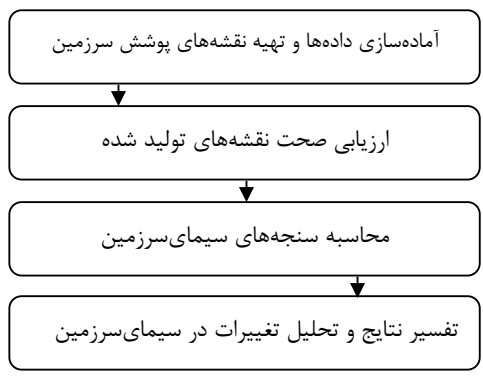 آماده‌سازی داده‌ها و تهیه نقشه‌های پوشش سرزمین
ارزیابی صحت نقشه‌های تولید شده
محاسبه سنجه‌های سیمای‌سرزمین
تفسیر نتایج و تحلیل تغییرات در سیمای‌سرزمین